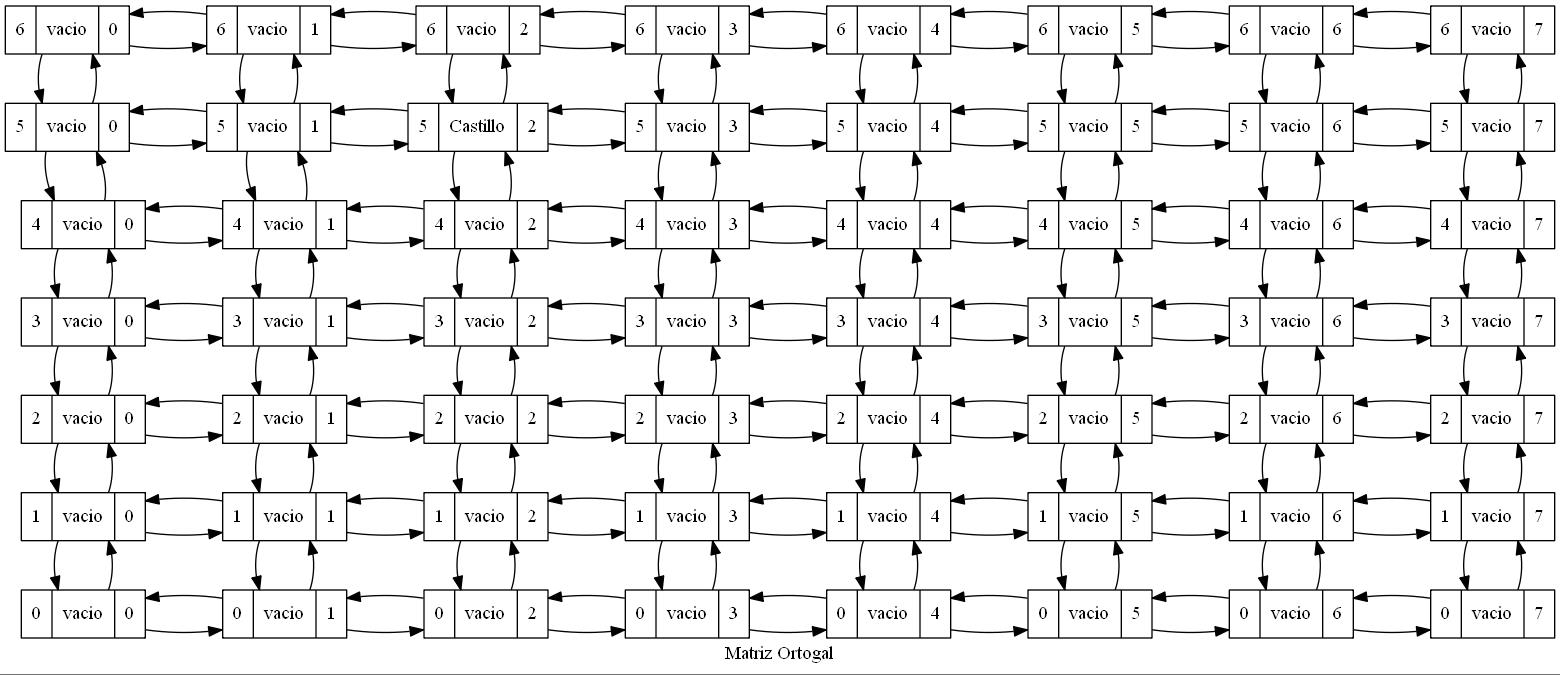 6 vacio 0 6 vacio 1 6 vacio 2 6 vacio 3 6 vacio 4 6 vacio 5 6 vacio 6 6 vacio 7
5 vacio 0 5 vacio 1 5 Castillo 2 5 vacio 3 5 vacio 4 5 vacio 5 5 vacio 6 5 vacio 7
4 vacio 0 4 vacio 1 4 vacio 2 4 vacio 3 4 vacio 4 4 vacio 5 4 vacio 6 4 vacio 7
3 vacio 0 3 vacio 1 3 vacio 2 3 vacio 3 3 vacio 4 3 vacio 5 3 vacio 6 3 vacio 7
2 vacio 0 2 vacio 1 2 vacio 2 2 vacio 3 2 vacio 4 2 vacio 5 2 vacio 6 2 vacio 7
1 vacio 0 1 vacio 1 1 vacio 2 1 vacio 3 1 vacio 4 1 vacio 5 1 vacio 6 1 vacio 7
0 vacio 0 0 vacio 1 0 vacio 2 0 vacio 3 0 vacio 4 0 vacio 5 0 vacio 6 0 vacio 7
Matriz Ortogal